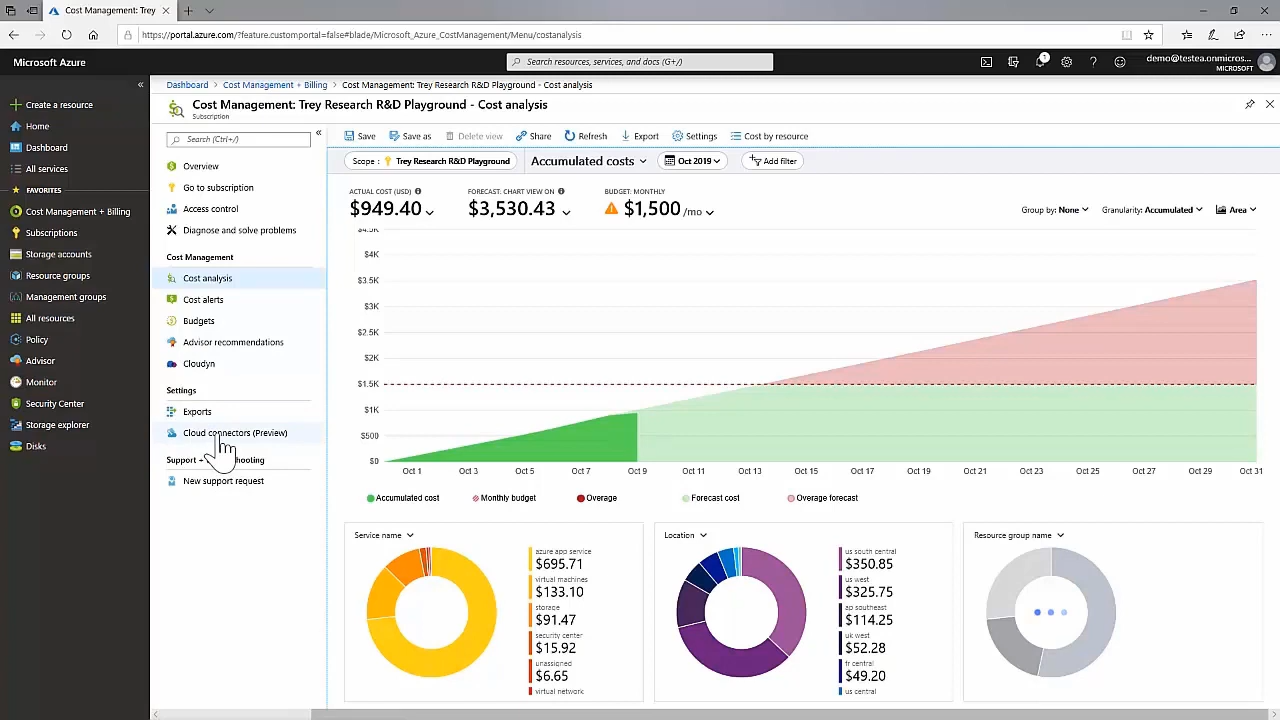 Cost Management: Trey
https://portal.azure.com/?feature.customportal=false#blade/Microsoft_Azure_CostManagement/Menu/costanalysis
Microsoft Azure
Search resources, services, and docs (G+/)
1
demo@testea.onmicros...
MICROSOFT
Create a resource
Home
Dashboard
All services
FAVORITES
Cost Management + Billing
Subscriptions
Storage accounts
Resource groups
Management groups
All resources
Policy
Advisor
Monitor
Security Center
Storage explorer
Disks
Dashboard > Cost Management + Billing > Cost Management: Trey Research R&D Playground - Cost analysis
Cost Management: Trey Research R&D Playground - Cost analysis
Subscription
Search (Ctrl+/)
Overview
Go to subscription
Access control
Diagnose and solve problems
Cost Management
Cost analysis
Cost alerts
Budgets
Advisor recommendations
Cloudyn
Settings
Exports
Cloud connectors (Preview)
Support + hooting
New support request
Save Save as Delete view Share Refresh Export Settings Cost by resource
Scope : Trey Research R&D Playground Accumulated costs Oct 2019 Add filter
ACTUAL COST (USD) FORECAST: CHART VIEW ON BUDGET: MONTHLY
$949.40 $3,530.43 $1,500 /mo
Group by: None Granularity: Accumulated Area
$4.5K
$4K
$3.5K
$3K
$2.5K
$2K
$1.5K
$1K
$500
$0
Oct 1 Oct 3 Oct 5 Oct 7 Oct 9 Oct 11 Oct 13 Oct 15 Oct 17 Oct 19 Oct 21 Oct 23 Oct 25 Oct 27 Oct 29 Oct 31
Accumulated cost Monthly budget Overage Forecast cost Overage forecast
Service name
azure app service
$695.71
virtual machines
$133.10
storage
$91.47
security center
$15.92
unassigned
$6.65
virtual network
Location
us south central
$350.85
us west
$325.75
ap southeast
$114.25
uk west
$52.28
fr central
$49.20
us central
Resource group name